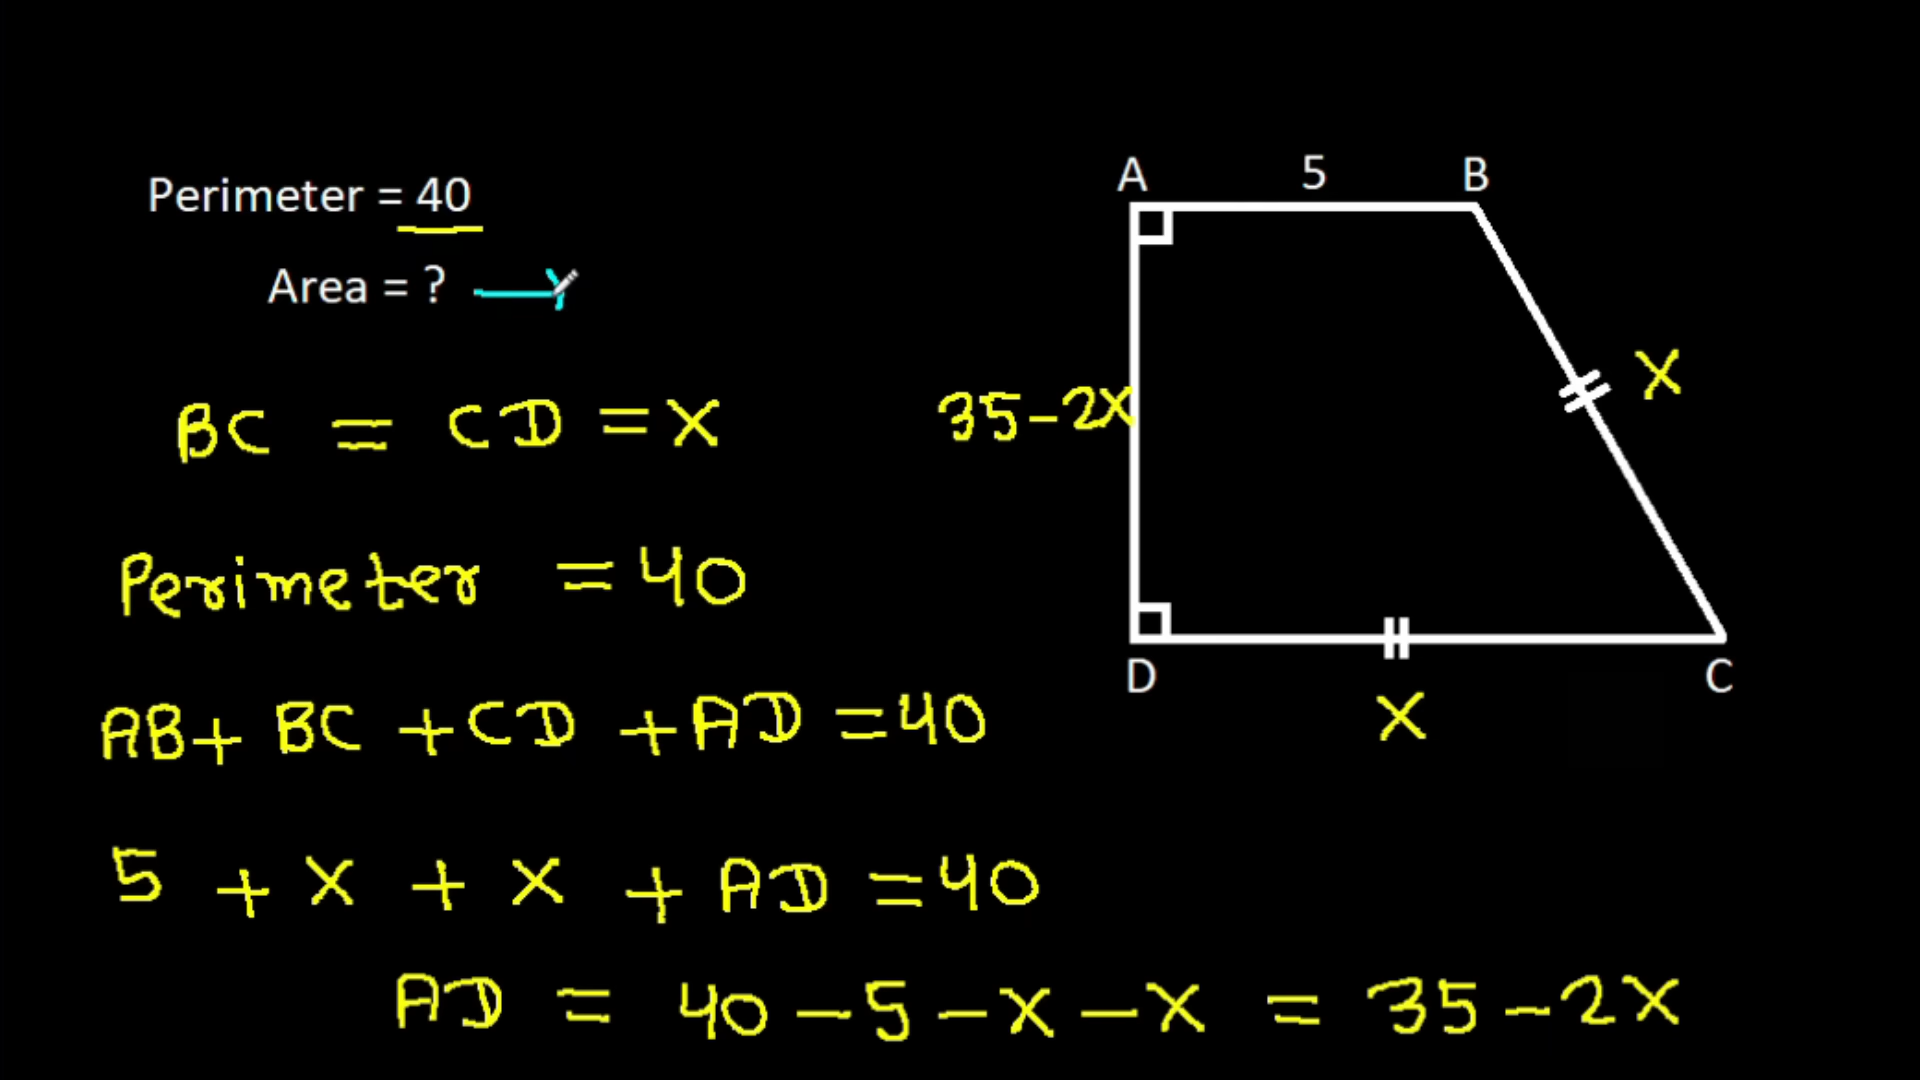 Perimeter = 40
Area = ?
BC = CD = X
Perimeter = 40
AB + BC + CD + AD = 40
5 + X + X + AD = 40
AD = 40 - 5 - X - X = 35 - 2X
A 5 B
35 - 2X
X
D C
X